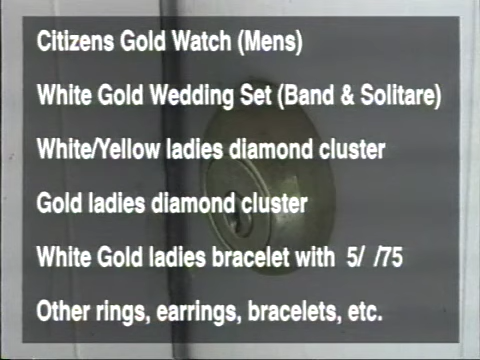 Citizens Gold Watch (Mens)
White Gold Wedding Set (Band & Solitare)
White/Yellow ladies diamond cluster
Gold ladies diamond cluster
White Gold ladies bracelet with 5/ /75
Other rings, earrings, bracelets, etc.